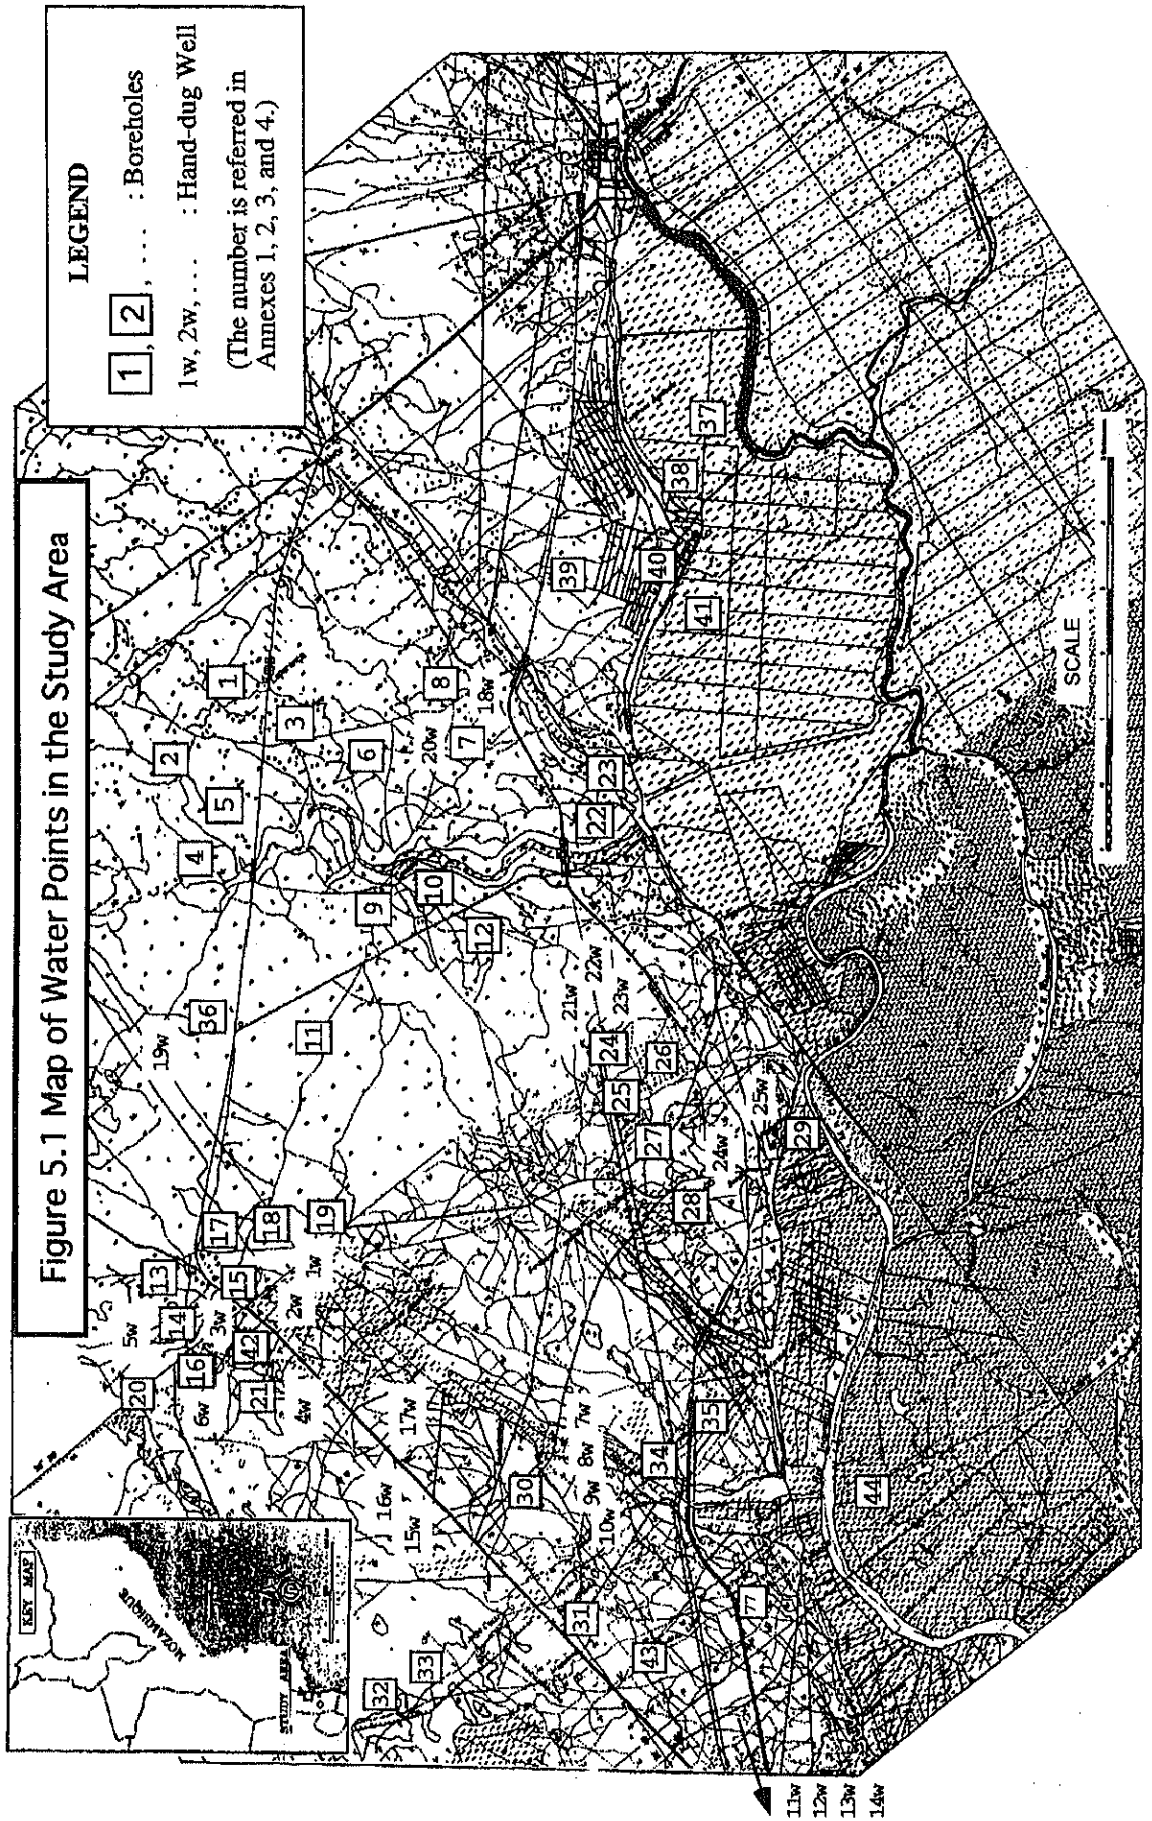 Figure 5.1 Map of Water Points in the Study Area
LEGEND
1, 2, ... : Boreholes
1w, 2w, ... : Hand-dug Well
(The number is referred in
Annexes 1, 2, 3, and 4.)
KEY MAP
MOZAMBIQUE
STUDY AREA
20
5w
13
19w
4
2
16
14
6w
17
36
5
1
3w
15
21
42
18
4w
2w
1w
19
11
3
32
16w
17w
9
6
33
15w
10
20w
8
12
7
18w
30
31
8w
7w
9w
10w
21w
22w
23w
22
23
39
24
25
43
34
27
26
40
38
35
28
24w
41
37
77
25w
29
44
SCALE
11w
12w
13w
14w